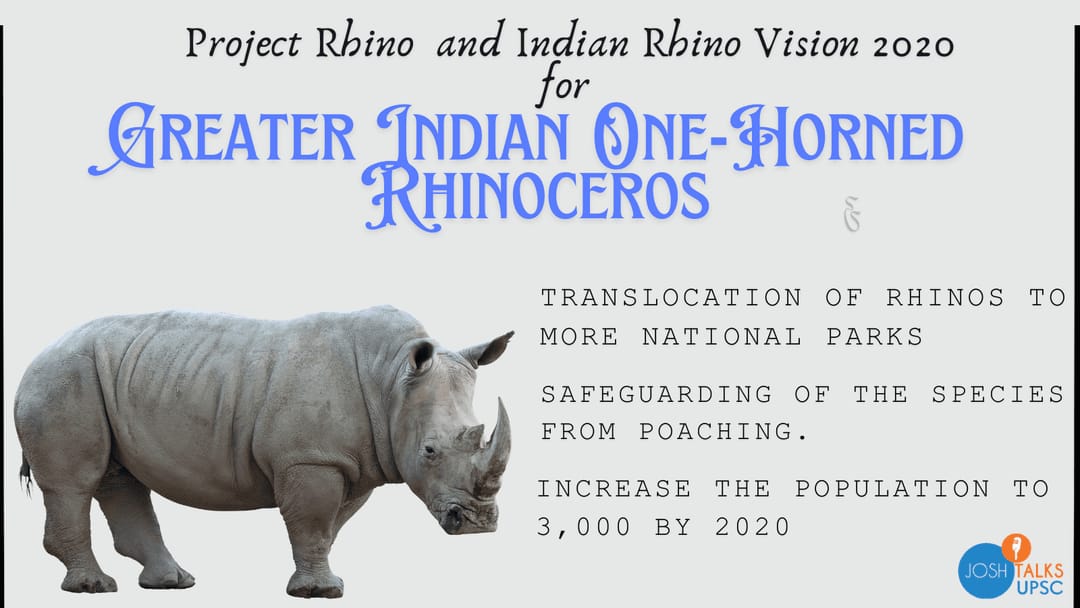 Project Rhino and Indian Rhino Vision 2020
for
Greater Indian One-Horned
Rhinoceros
&
TRANSLOCATION OF RHINOS TO
MORE NATIONAL PARKS
SAFEGUARDING OF THE SPECIES
FROM POACHING.
INCREASE THE POPULATION TO
3,000 BY 2020
JOSH TALKS
UPSC